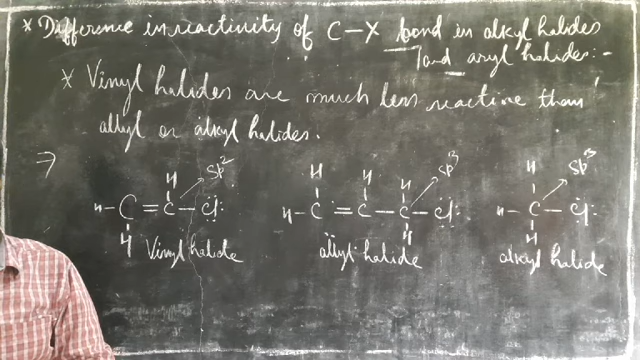 * Difference in reactivity of C-X bond in alkyl halides
and aryl halides:-
* Vinyl halides are much less reactive than
allyl or alkyl halides.
⇒
H sp² H H H sp³ H sp³
H-C=C-Cl: H-C=C-C-Cl: H-C-Cl:
H H H
Vinyl halide allyl halide alkyl halide